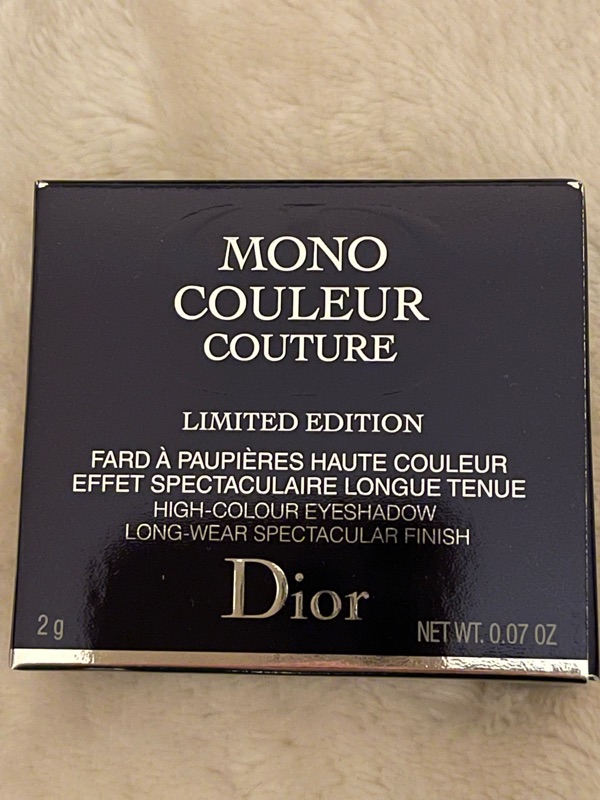 MONO
COULEUR
COUTURE
LIMITED EDITION
FARD À PAUPIÈRES HAUTE COULEUR
EFFET SPECTACULAIRE LONGUE TENUE
HIGH-COLOUR EYESHADOW
LONG-WEAR SPECTACULAR FINISH
Dior
2 g
NET WT. 0.07 OZ